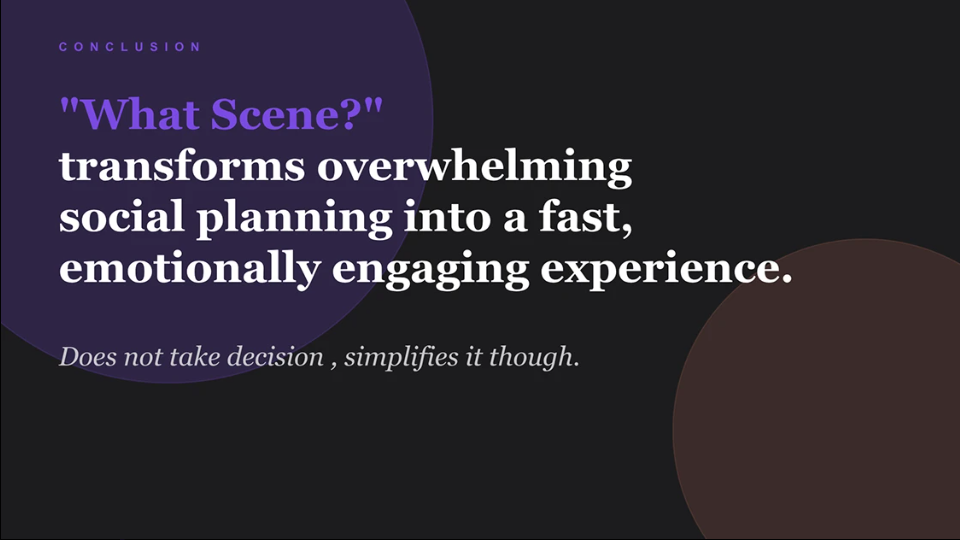 CONCLUSION
"What Scene?"
transforms overwhelming
social planning into a fast,
emotionally engaging experience.
Does not take decision , simplifies it though.